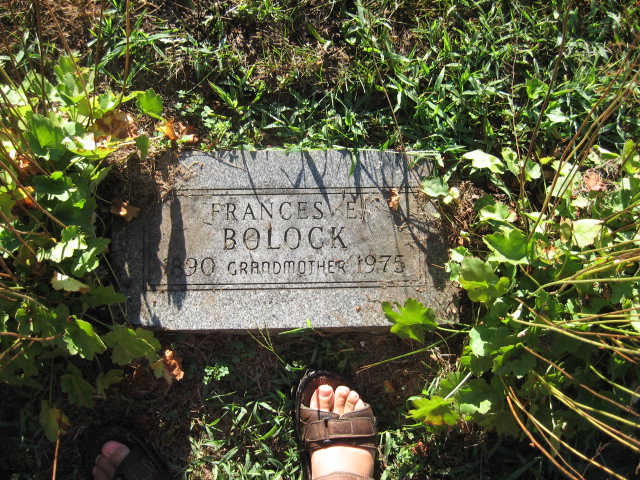 FRANCES E.
BOLOCK
1890 GRANDMOTHER 1975